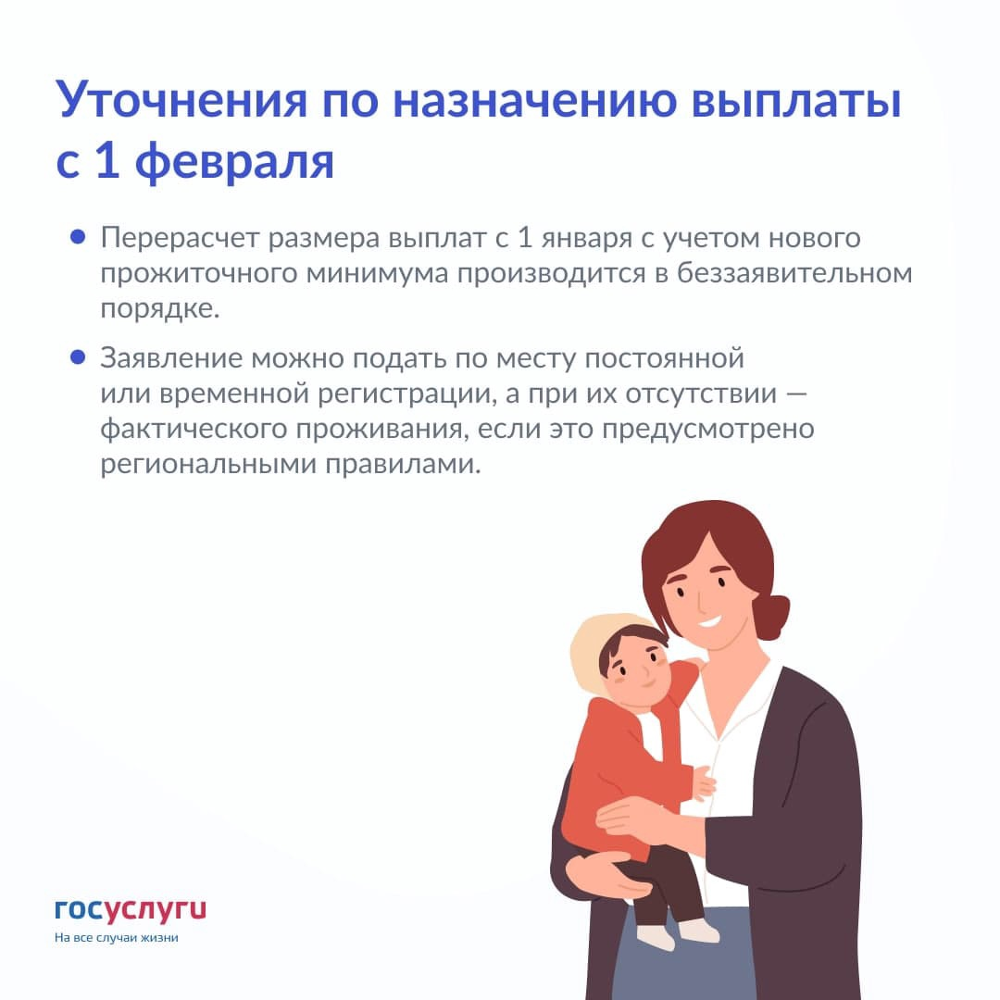 Уточнения по назначению выплаты
с 1 февраля
• Перерасчет размера выплат с 1 января с учетом нового
прожиточного минимума производится в беззаявительном
порядке.
• Заявление можно подать по месту постоянной
или временной регистрации, а при их отсутствии —
фактического проживания, если это предусмотрено
региональными правилами.
госуслуги
На все случаи жизни